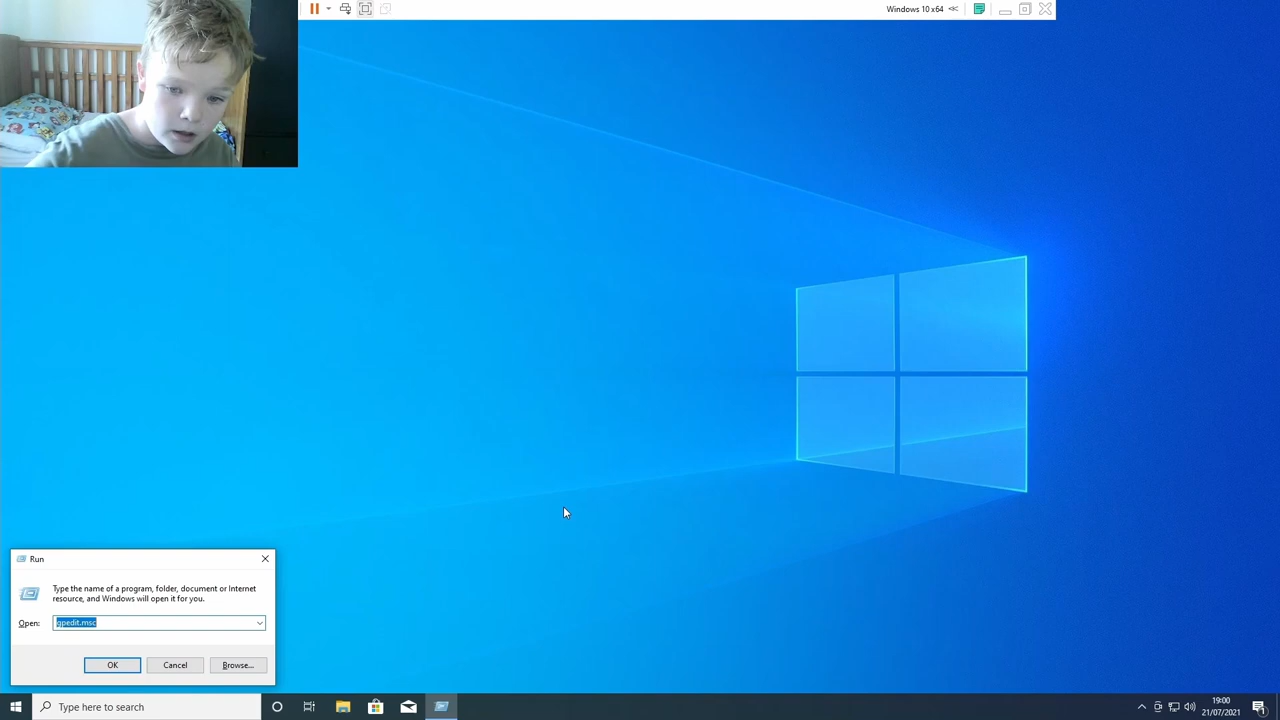 Windows 10 x64
Run
Type the name of a program, folder, document or Internet
resource, and Windows will open it for you.
Open:
gpedit.msc
OK
Cancel
Browse...
Type here to search
19:00
21/07/2021
1